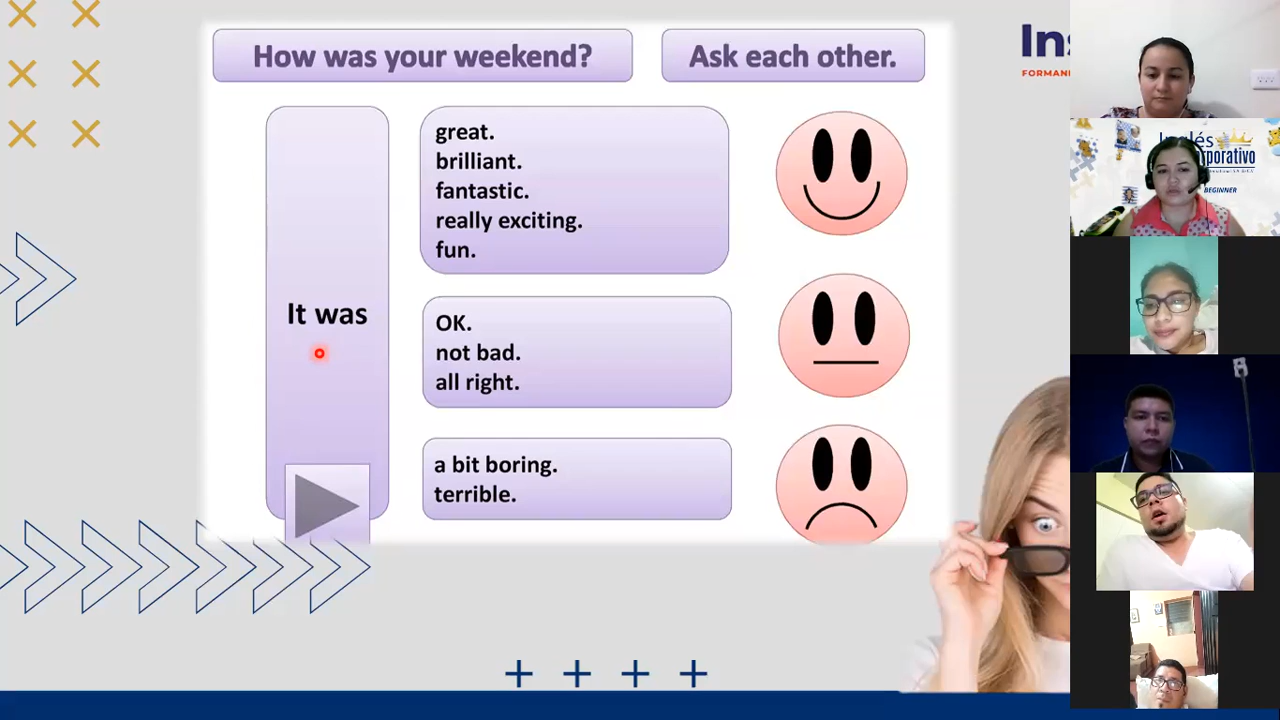 How was your weekend?
Ask each other.
great.
brilliant.
fantastic.
really exciting.
fun.
It was
OK.
not bad.
all right.
a bit boring.
terrible.
Ins
FORMAN
Inglés
BEGINNER